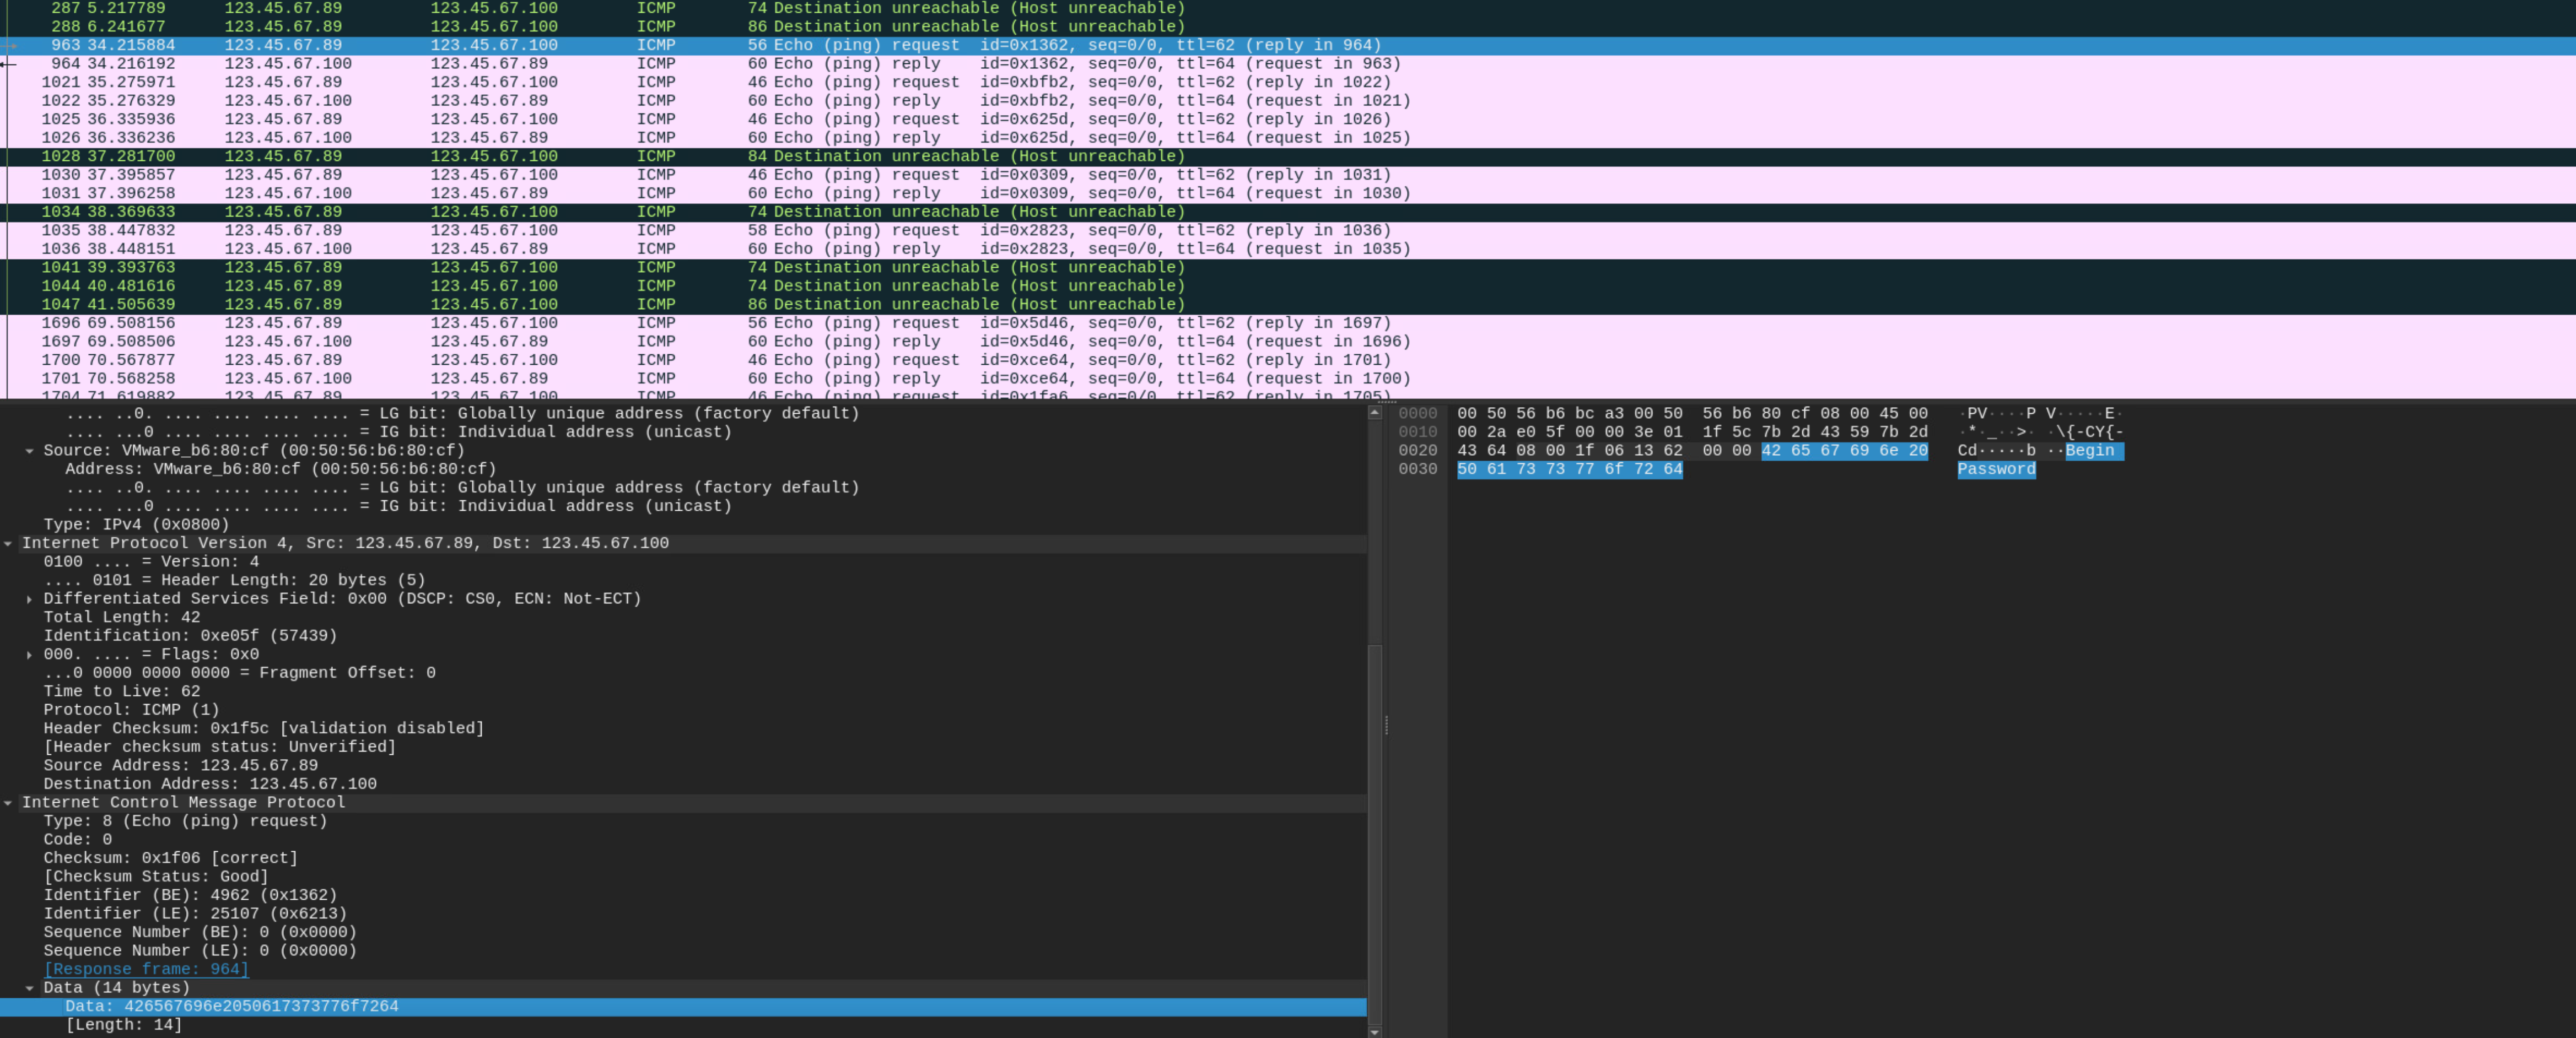 287 5.217789 123.45.67.89 123.45.67.100 ICMP 74 Destination unreachable (Host unreachable)
288 6.241677 123.45.67.89 123.45.67.100 ICMP 86 Destination unreachable (Host unreachable)
963 34.215884 123.45.67.89 123.45.67.100 ICMP 56 Echo (ping) request id=0x1362, seq=0/0, ttl=62 (reply in 964)
964 34.216192 123.45.67.100 123.45.67.89 ICMP 60 Echo (ping) reply id=0x1362, seq=0/0, ttl=64 (request in 963)
1021 35.275971 123.45.67.89 123.45.67.100 ICMP 46 Echo (ping) request id=0xbfb2, seq=0/0, ttl=62 (reply in 1022)
1022 35.276329 123.45.67.100 123.45.67.89 ICMP 60 Echo (ping) reply id=0xbfb2, seq=0/0, ttl=64 (request in 1021)
1025 36.335936 123.45.67.89 123.45.67.100 ICMP 46 Echo (ping) request id=0x625d, seq=0/0, ttl=62 (reply in 1026)
1026 36.336236 123.45.67.100 123.45.67.89 ICMP 60 Echo (ping) reply id=0x625d, seq=0/0, ttl=64 (request in 1025)
1028 37.281700 123.45.67.89 123.45.67.100 ICMP 84 Destination unreachable (Host unreachable)
1030 37.395857 123.45.67.89 123.45.67.100 ICMP 46 Echo (ping) request id=0x0309, seq=0/0, ttl=62 (reply in 1031)
1031 37.396258 123.45.67.100 123.45.67.89 ICMP 60 Echo (ping) reply id=0x0309, seq=0/0, ttl=64 (request in 1030)
1034 38.369633 123.45.67.89 123.45.67.100 ICMP 74 Destination unreachable (Host unreachable)
1035 38.447832 123.45.67.89 123.45.67.100 ICMP 58 Echo (ping) request id=0x2823, seq=0/0, ttl=62 (reply in 1036)
1036 38.448151 123.45.67.100 123.45.67.89 ICMP 60 Echo (ping) reply id=0x2823, seq=0/0, ttl=64 (request in 1035)
1041 39.393763 123.45.67.89 123.45.67.100 ICMP 74 Destination unreachable (Host unreachable)
1044 40.481616 123.45.67.89 123.45.67.100 ICMP 74 Destination unreachable (Host unreachable)
1047 41.505639 123.45.67.89 123.45.67.100 ICMP 86 Destination unreachable (Host unreachable)
1696 69.508156 123.45.67.89 123.45.67.100 ICMP 56 Echo (ping) request id=0x5d46, seq=0/0, ttl=62 (reply in 1697)
1697 69.508506 123.45.67.100 123.45.67.89 ICMP 60 Echo (ping) reply id=0x5d46, seq=0/0, ttl=64 (request in 1696)
1700 70.567877 123.45.67.89 123.45.67.100 ICMP 46 Echo (ping) request id=0xce64, seq=0/0, ttl=62 (reply in 1701)
1701 70.568258 123.45.67.100 123.45.67.89 ICMP 60 Echo (ping) reply id=0xce64, seq=0/0, ttl=64 (request in 1700)
1704 71.619882 123.45.67.89 123.45.67.100 ICMP 46 Echo (ping) request id=0x1fa6, seq=0/0, ttl=62 (reply in 1705)
.... ..0. .... .... .... .... = LG bit: Globally unique address (factory default)
.... ...0 .... .... .... .... = IG bit: Individual address (unicast)
Source: VMware_b6:80:cf (00:50:56:b6:80:cf)
Address: VMware_b6:80:cf (00:50:56:b6:80:cf)
.... ..0. .... .... .... .... = LG bit: Globally unique address (factory default)
.... ...0 .... .... .... .... = IG bit: Individual address (unicast)
Type: IPv4 (0x0800)
Internet Protocol Version 4, Src: 123.45.67.89, Dst: 123.45.67.100
0100 .... = Version: 4
.... 0101 = Header Length: 20 bytes (5)
Differentiated Services Field: 0x00 (DSCP: CS0, ECN: Not-ECT)
Total Length: 42
Identification: 0xe05f (57439)
000. .... = Flags: 0x0
...0 0000 0000 0000 = Fragment Offset: 0
Time to Live: 62
Protocol: ICMP (1)
Header Checksum: 0x1f5c [validation disabled]
[Header checksum status: Unverified]
Source Address: 123.45.67.89
Destination Address: 123.45.67.100
Internet Control Message Protocol
Type: 8 (Echo (ping) request)
Code: 0
Checksum: 0x1f06 [correct]
[Checksum Status: Good]
Identifier (BE): 4962 (0x1362)
Identifier (LE): 25107 (0x6213)
Sequence Number (BE): 0 (0x0000)
Sequence Number (LE): 0 (0x0000)
[Response frame: 964]
Data (14 bytes)
Data: 426567696e2050617373776f7264
[Length: 14]
0000 00 50 56 b6 bc a3 00 50 56 b6 80 cf 08 00 45 00 ·PV····P V·····E·
0010 00 2a e0 5f 00 00 3e 01 1f 5c 7b 2d 43 59 7b 2d ·*·_··>· ·\{-CY{-
0020 43 64 08 00 1f 06 13 62 00 00 42 65 67 69 6e 20 Cd·····b ··Begin
0030 50 61 73 73 77 6f 72 64 Password